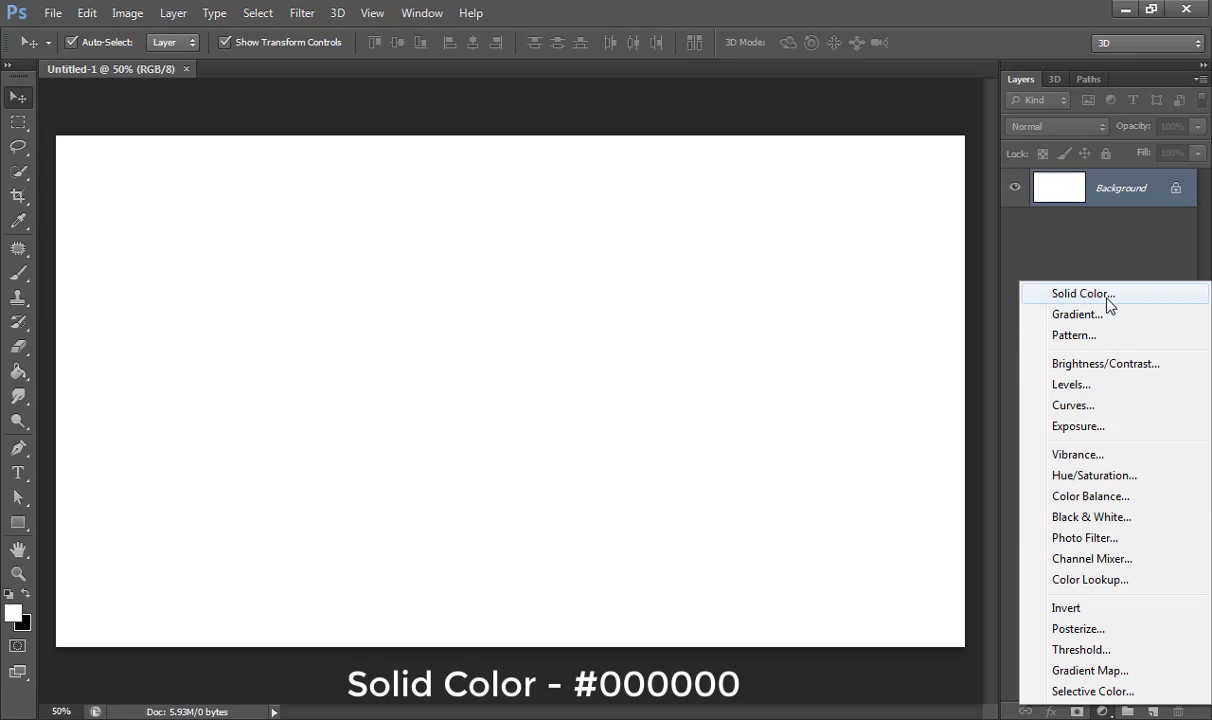 Ps File Edit Image Layer Type Select Filter 3D View Window Help
Auto-Select: Layer Show Transform Controls 3D Mode: 3D
Untitled-1 @ 50% (RGB/8) ×
Layers 3D Paths
Kind
Normal Opacity: 100%
Lock: Fill: 100%
Background
Solid Color...
Gradient...
Pattern...
Brightness/Contrast...
Levels...
Curves...
Exposure...
Vibrance...
Hue/Saturation...
Color Balance...
Black & White...
Photo Filter...
Channel Mixer...
Color Lookup...
Invert
Posterize...
Threshold...
Gradient Map...
Selective Color...
T
Solid Color - #000000
50% Doc: 5.93M/0 bytes
fx